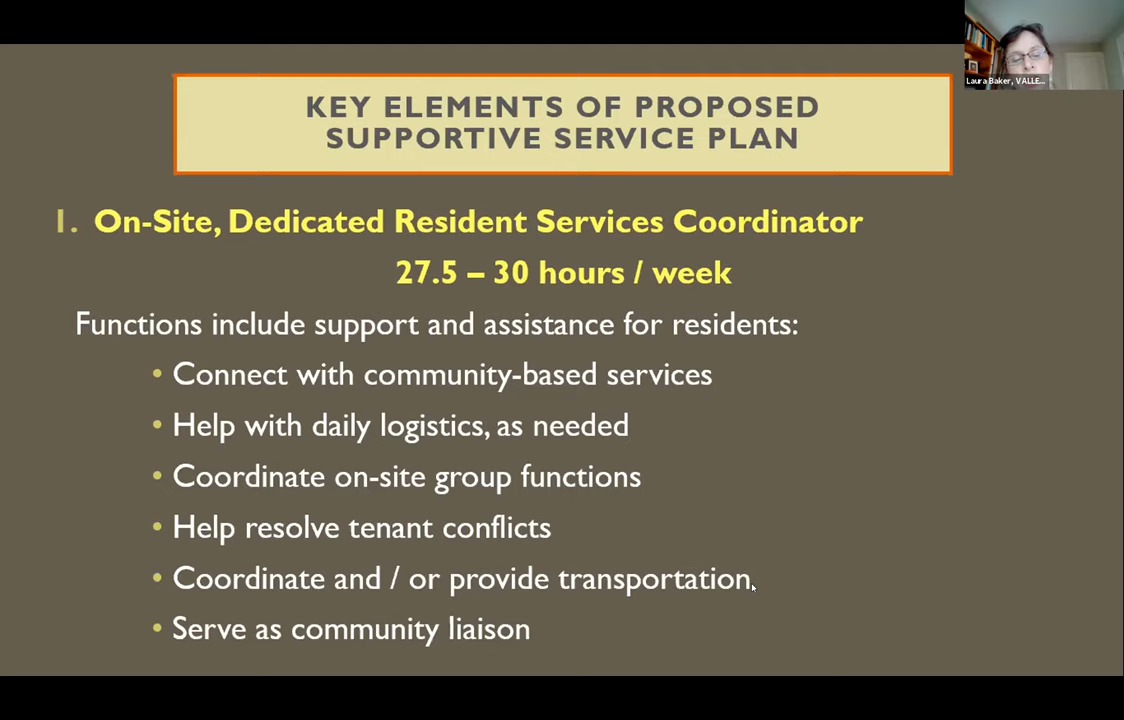 Laura Baker, VALLE...
KEY ELEMENTS OF PROPOSED
SUPPORTIVE SERVICE PLAN
1. On-Site, Dedicated Resident Services Coordinator
27.5 – 30 hours / week
Functions include support and assistance for residents:
• Connect with community-based services
• Help with daily logistics, as needed
• Coordinate on-site group functions
• Help resolve tenant conflicts
• Coordinate and / or provide transportation
• Serve as community liaison